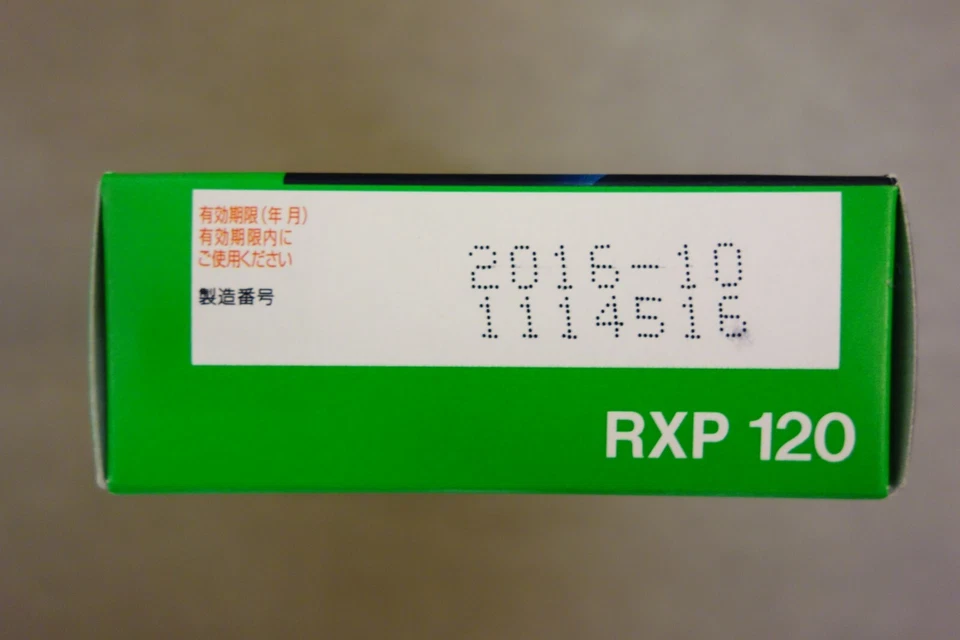 有効期限(年 月)
有効期限内に
ご使用ください
2016-10
製造番号
1114516
RXP 120